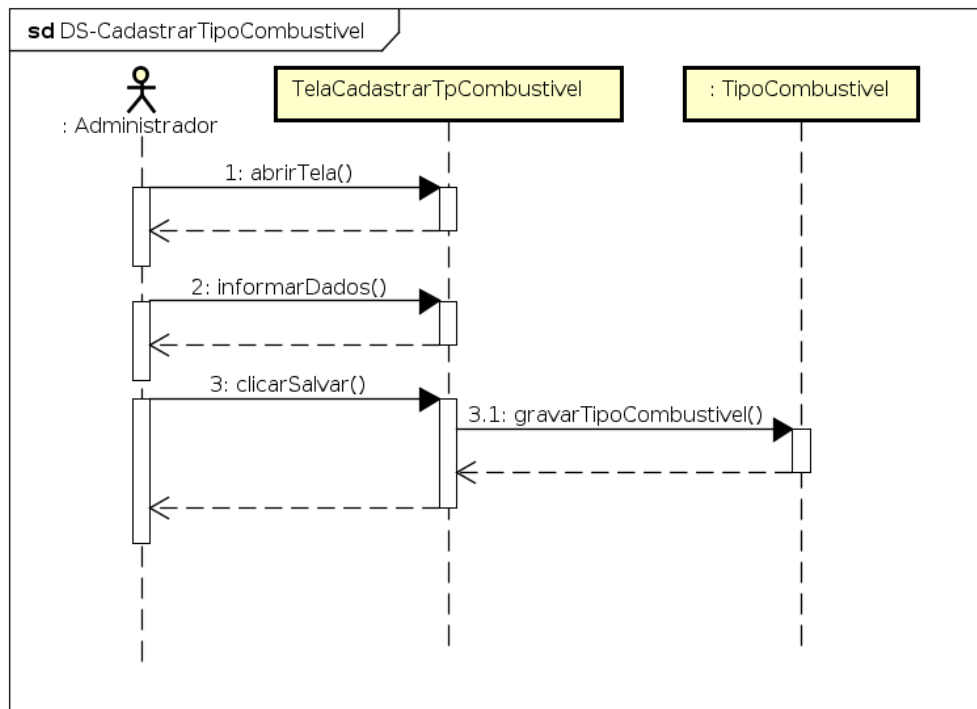 sd DS-CadastrarTipoCombustivel
: Administrador
TelaCadastrarTpCombustivel
: TipoCombustivel
1: abrirTela()
2: informarDados()
3: clicarSalvar()
3.1: gravarTipoCombustivel()